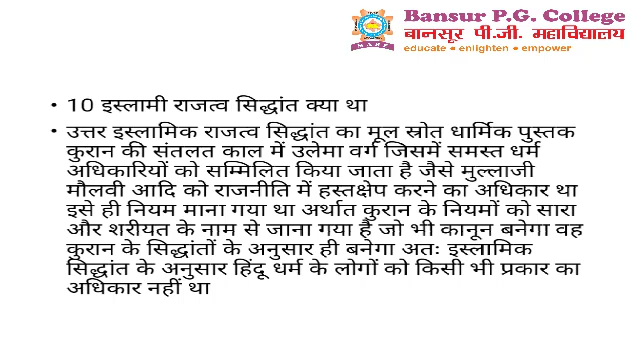 Bansur P.G. College
बानसूर पी.जी. महाविद्यालय
educate • enlighten • empower
• 10 इस्लामी राजत्व सिद्धांत क्या था
• उत्तर इस्लामिक राजत्व सिद्धांत का मूल स्रोत धार्मिक पुस्तक
कुरान की संतलत काल में उलेमा वर्ग जिसमें समस्त धर्म
अधिकारियों को सम्मिलित किया जाता है जैसे मुल्लाजी
मौलवी आदि को राजनीति में हस्तक्षेप करने का अधिकार था
इसे ही नियम माना गया था अर्थात कुरान के नियमों को सारा
और शरीयत के नाम से जाना गया है जो भी कानून बनेगा वह
कुरान के सिद्धांतों के अनुसार ही बनेगा अतः इस्लामिक
सिद्धांत के अनुसार हिंदू धर्म के लोगों को किसी भी प्रकार का
अधिकार नहीं था